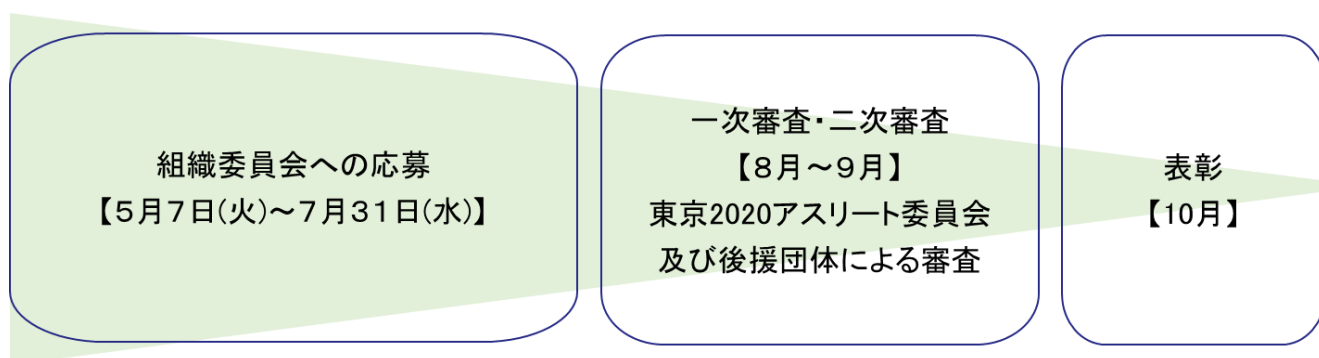 組織委員会への応募
【５月７日(火)～７月３１日(水)】
一次審査・二次審査
【８月～９月】
東京2020アスリート委員会
及び後援団体による審査
表彰
【10月】